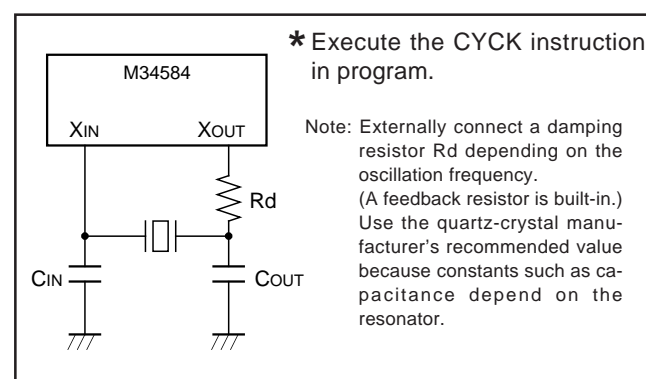 * Execute the CYCK instruction
in program.
M34584
XIN XOUT
Note: Externally connect a damping
resistor Rd depending on the
oscillation frequency.
(A feedback resistor is built-in.)
Use the quartz-crystal manu-
facturer's recommended value
because constants such as ca-
pacitance depend on the
resonator.
Rd
CIN COUT